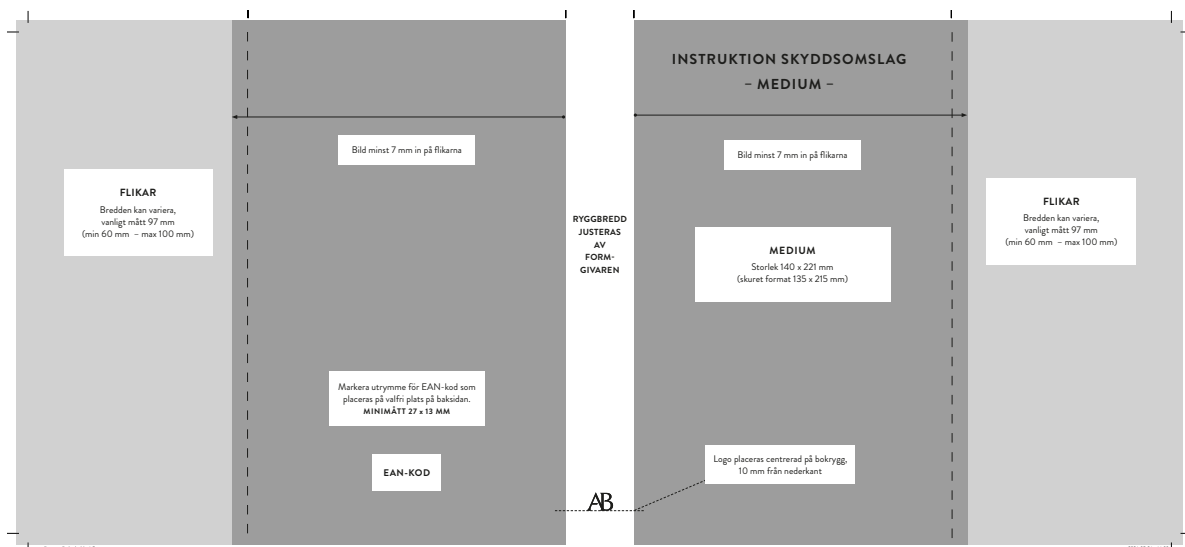 INSTRUKTION SKYDDSOMSLAG
– MEDIUM –
Bild minst 7 mm in på flikarna
Bild minst 7 mm in på flikarna
FLIKAR
Bredden kan variera,
vanligt mått 97 mm
(min 60 mm – max 100 mm)
RYGGBREDD
JUSTERAS
AV
FORM-
GIVAREN
MEDIUM
Storlek 140 x 221 mm
(skuret format 135 x 215 mm)
FLIKAR
Bredden kan variera,
vanligt mått 97 mm
(min 60 mm – max 100 mm)
Markera utrymme för EAN-kod som
placeras på valfri plats på baksidan.
MINIMÅTT 27 x 13 MM
EAN-KOD
Logo placeras centrerad på bokrygg,
10 mm från nederkant
AB